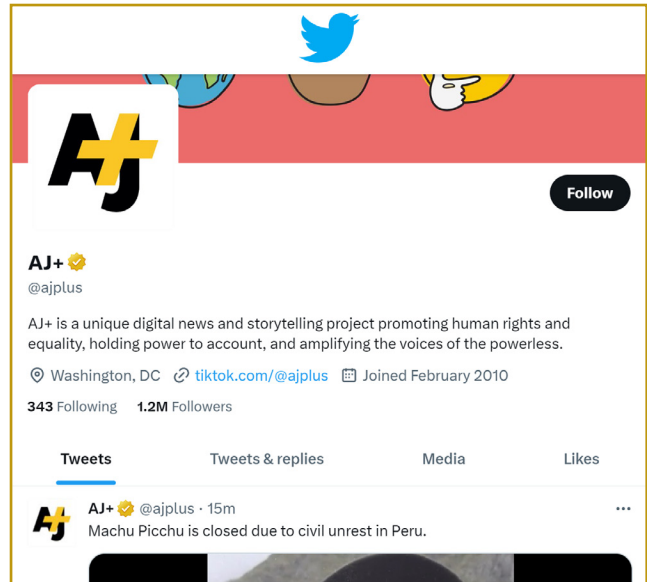 AJ+
Follow
AJ+
@ajplus
AJ+ is a unique digital news and storytelling project promoting human rights and
equality, holding power to account, and amplifying the voices of the powerless.
Washington, DC tiktok.com/@ajplus Joined February 2010
343 Following 1.2M Followers
Tweets Tweets & replies Media Likes
AJ+
AJ+ @ajplus · 15m
Machu Picchu is closed due to civil unrest in Peru.